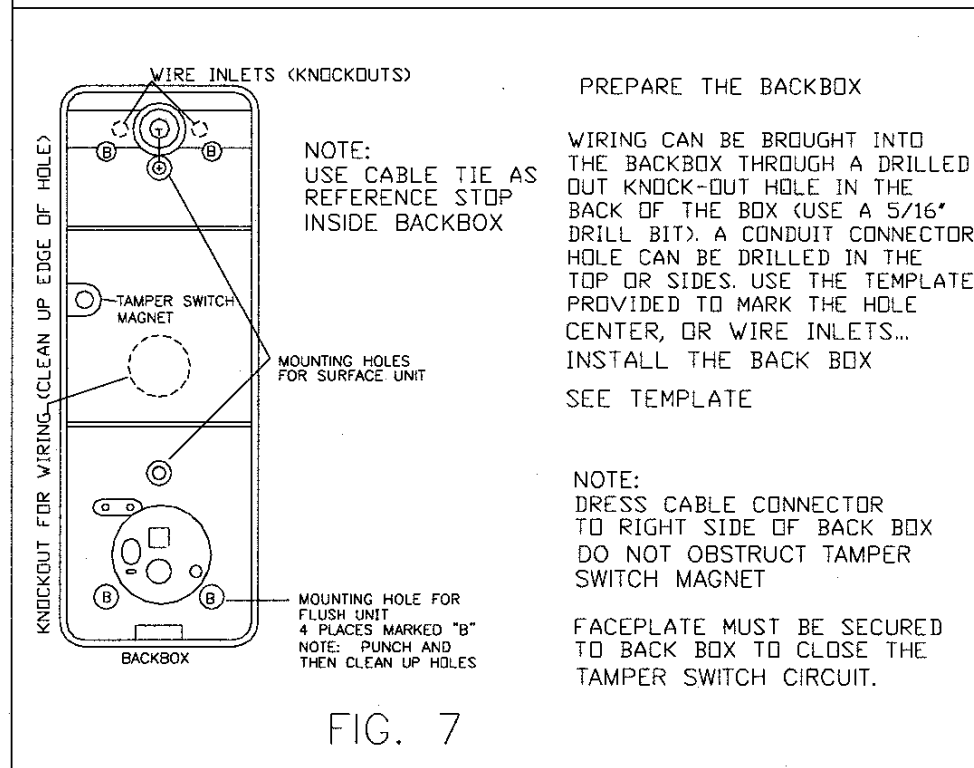 WIRE INLETS (KNOCKOUTS)
T
B
B
NOTE:
USE CABLE TIE AS
REFERENCE STOP
INSIDE BACKBOX
KNOCKOUT FOR WIRING (CLEAN UP EDGE OF HOLE)
TAMPER SWITCH
MAGNET
MOUNTING HOLES
FOR SURFACE UNIT
B
B
MOUNTING HOLE FOR
FLUSH UNIT
4 PLACES MARKED "B"
NOTE: PUNCH AND
THEN CLEAN UP HOLES
BACKBOX
FIG. 7
PREPARE THE BACKBOX
WIRING CAN BE BROUGHT INTO
THE BACKBOX THROUGH A DRILLED
OUT KNOCK-OUT HOLE IN THE
BACK OF THE BOX (USE A 5/16"
DRILL BIT). A CONDUIT CONNECTOR
HOLE CAN BE DRILLED IN THE
TOP OR SIDES. USE THE TEMPLATE
PROVIDED TO MARK THE HOLE
CENTER, OR WIRE INLETS...
INSTALL THE BACK BOX
SEE TEMPLATE
NOTE:
DRESS CABLE CONNECTOR
TO RIGHT SIDE OF BACK BOX
DO NOT OBSTRUCT TAMPER
SWITCH MAGNET
FACEPLATE MUST BE SECURED
TO BACK BOX TO CLOSE THE
TAMPER SWITCH CIRCUIT.